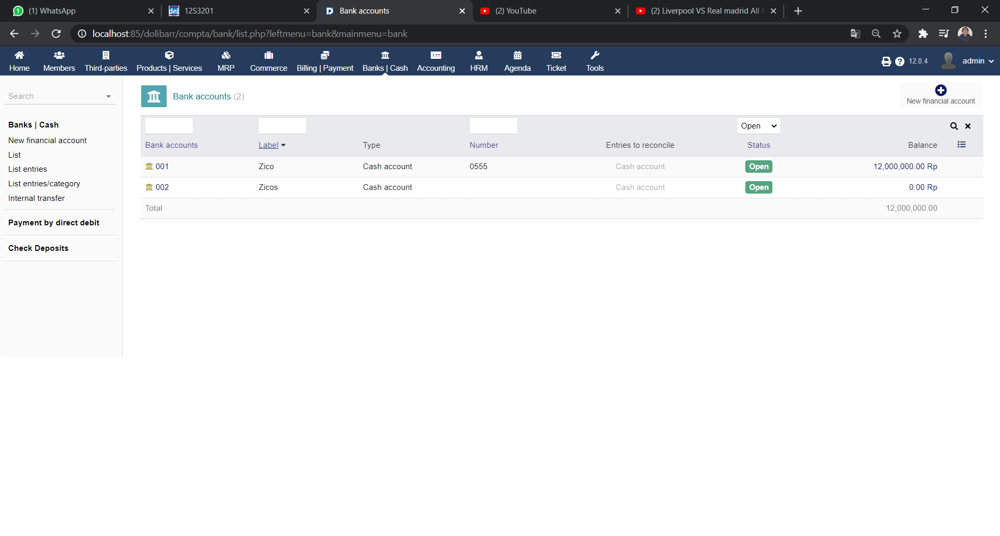 (1) WhatsApp
12S3201
Bank accounts
(2) YouTube
(2) Liverpool VS Real madrid All
localhost:85/dolibarr/compta/bank/list.php?leftmenu=bank&mainmenu=bank
Home Members Third-parties Products | Services MRP Commerce Billing | Payment Banks | Cash Accounting HRM Agenda Ticket Tools 12.0.4 admin
Search
Banks | Cash
New financial account
List
List entries
List entries/category
Internal transfer
Payment by direct debit
Check Deposits
Bank accounts (2)
New financial account
Open
Bank accounts Label Type Number Entries to reconcile Status Balance
001 Zico Cash account 0555 Cash account Open 12,000,000.00 Rp
002 Zicos Cash account Cash account Open 0.00 Rp
Total 12,000,000.00